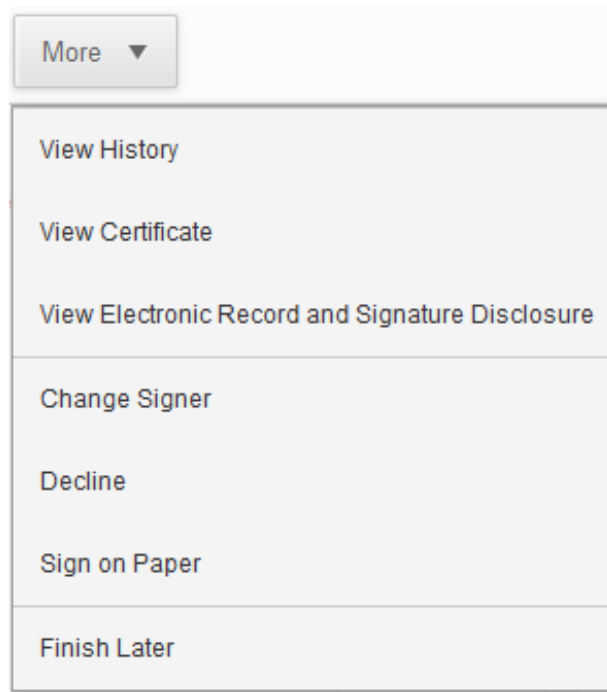 More
View History
View Certificate
View Electronic Record and Signature Disclosure
Change Signer
Decline
Sign on Paper
Finish Later